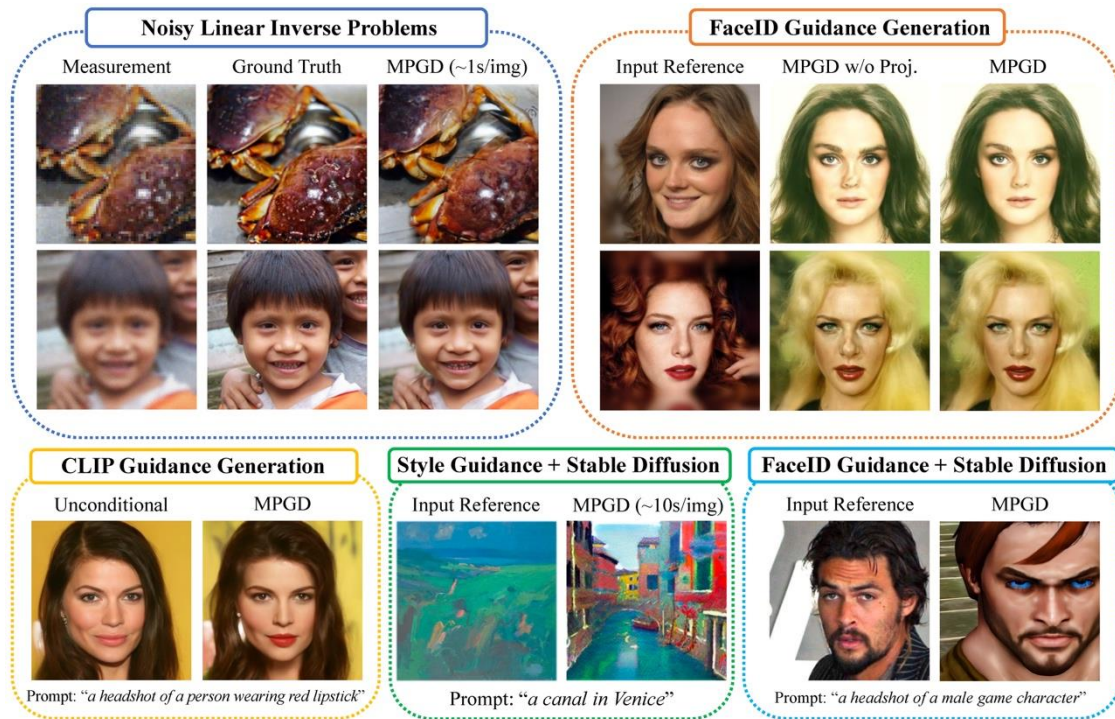 Noisy Linear Inverse Problems
Measurement Ground Truth MPGD (~1s/img)
FaceID Guidance Generation
Input Reference MPGD w/o Proj. MPGD
CLIP Guidance Generation
Unconditional MPGD
Prompt: “a headshot of a person wearing red lipstick”
Style Guidance + Stable Diffusion
Input Reference MPGD (~10s/img)
Prompt: “a canal in Venice”
FaceID Guidance + Stable Diffusion
Input Reference MPGD
Prompt: “a headshot of a male game character”